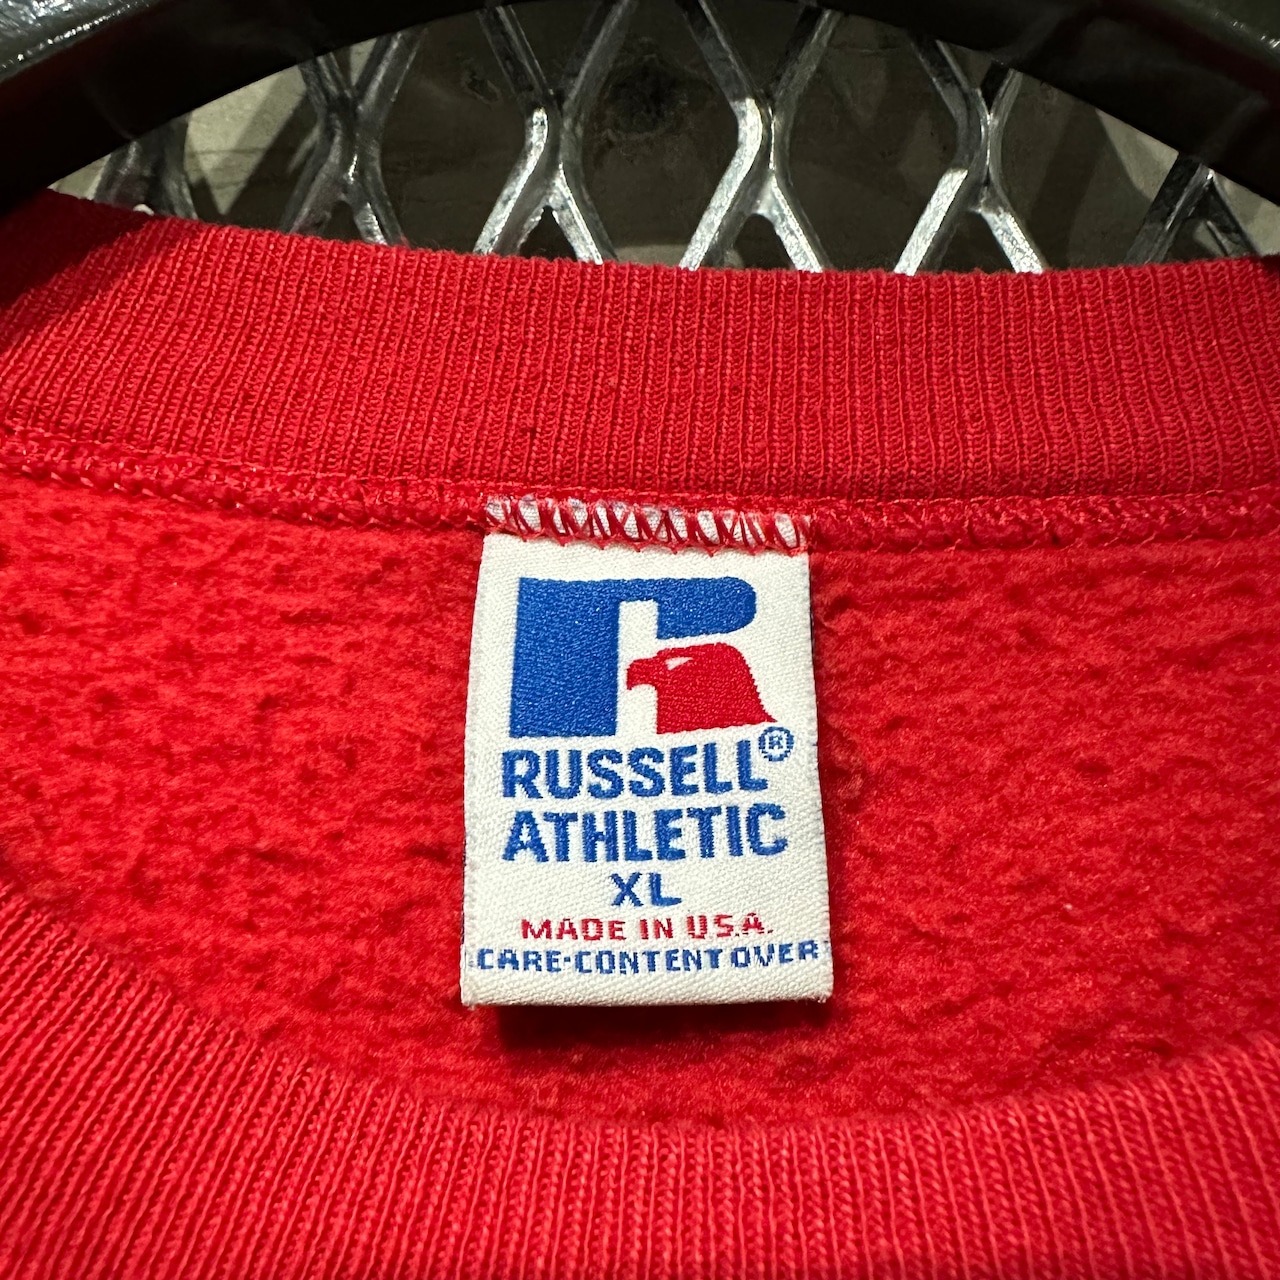 R
RUSSELL®
ATHLETIC
XL
MADE IN U.S.A.
CARE-CONTENT OVER